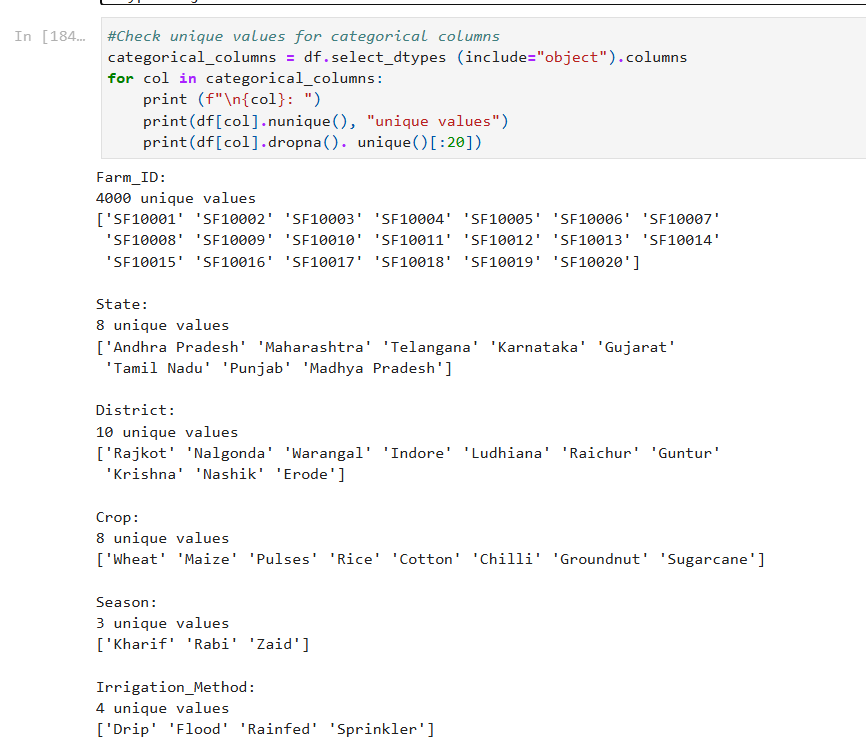 In [184…
#Check unique values for categorical columns
categorical_columns = df.select_dtypes (include="object").columns
for col in categorical_columns:
    print (f"\n{col}: ")
    print(df[col].nunique(), "unique values")
    print(df[col].dropna(). unique()[:20])
Farm_ID:
4000 unique values
['SF10001' 'SF10002' 'SF10003' 'SF10004' 'SF10005' 'SF10006' 'SF10007'
 'SF10008' 'SF10009' 'SF10010' 'SF10011' 'SF10012' 'SF10013' 'SF10014'
 'SF10015' 'SF10016' 'SF10017' 'SF10018' 'SF10019' 'SF10020']
State:
8 unique values
['Andhra Pradesh' 'Maharashtra' 'Telangana' 'Karnataka' 'Gujarat'
 'Tamil Nadu' 'Punjab' 'Madhya Pradesh']
District:
10 unique values
['Rajkot' 'Nalgonda' 'Warangal' 'Indore' 'Ludhiana' 'Raichur' 'Guntur'
 'Krishna' 'Nashik' 'Erode']
Crop:
8 unique values
['Wheat' 'Maize' 'Pulses' 'Rice' 'Cotton' 'Chilli' 'Groundnut' 'Sugarcane']
Season:
3 unique values
['Kharif' 'Rabi' 'Zaid']
Irrigation_Method:
4 unique values
['Drip' 'Flood' 'Rainfed' 'Sprinkler']